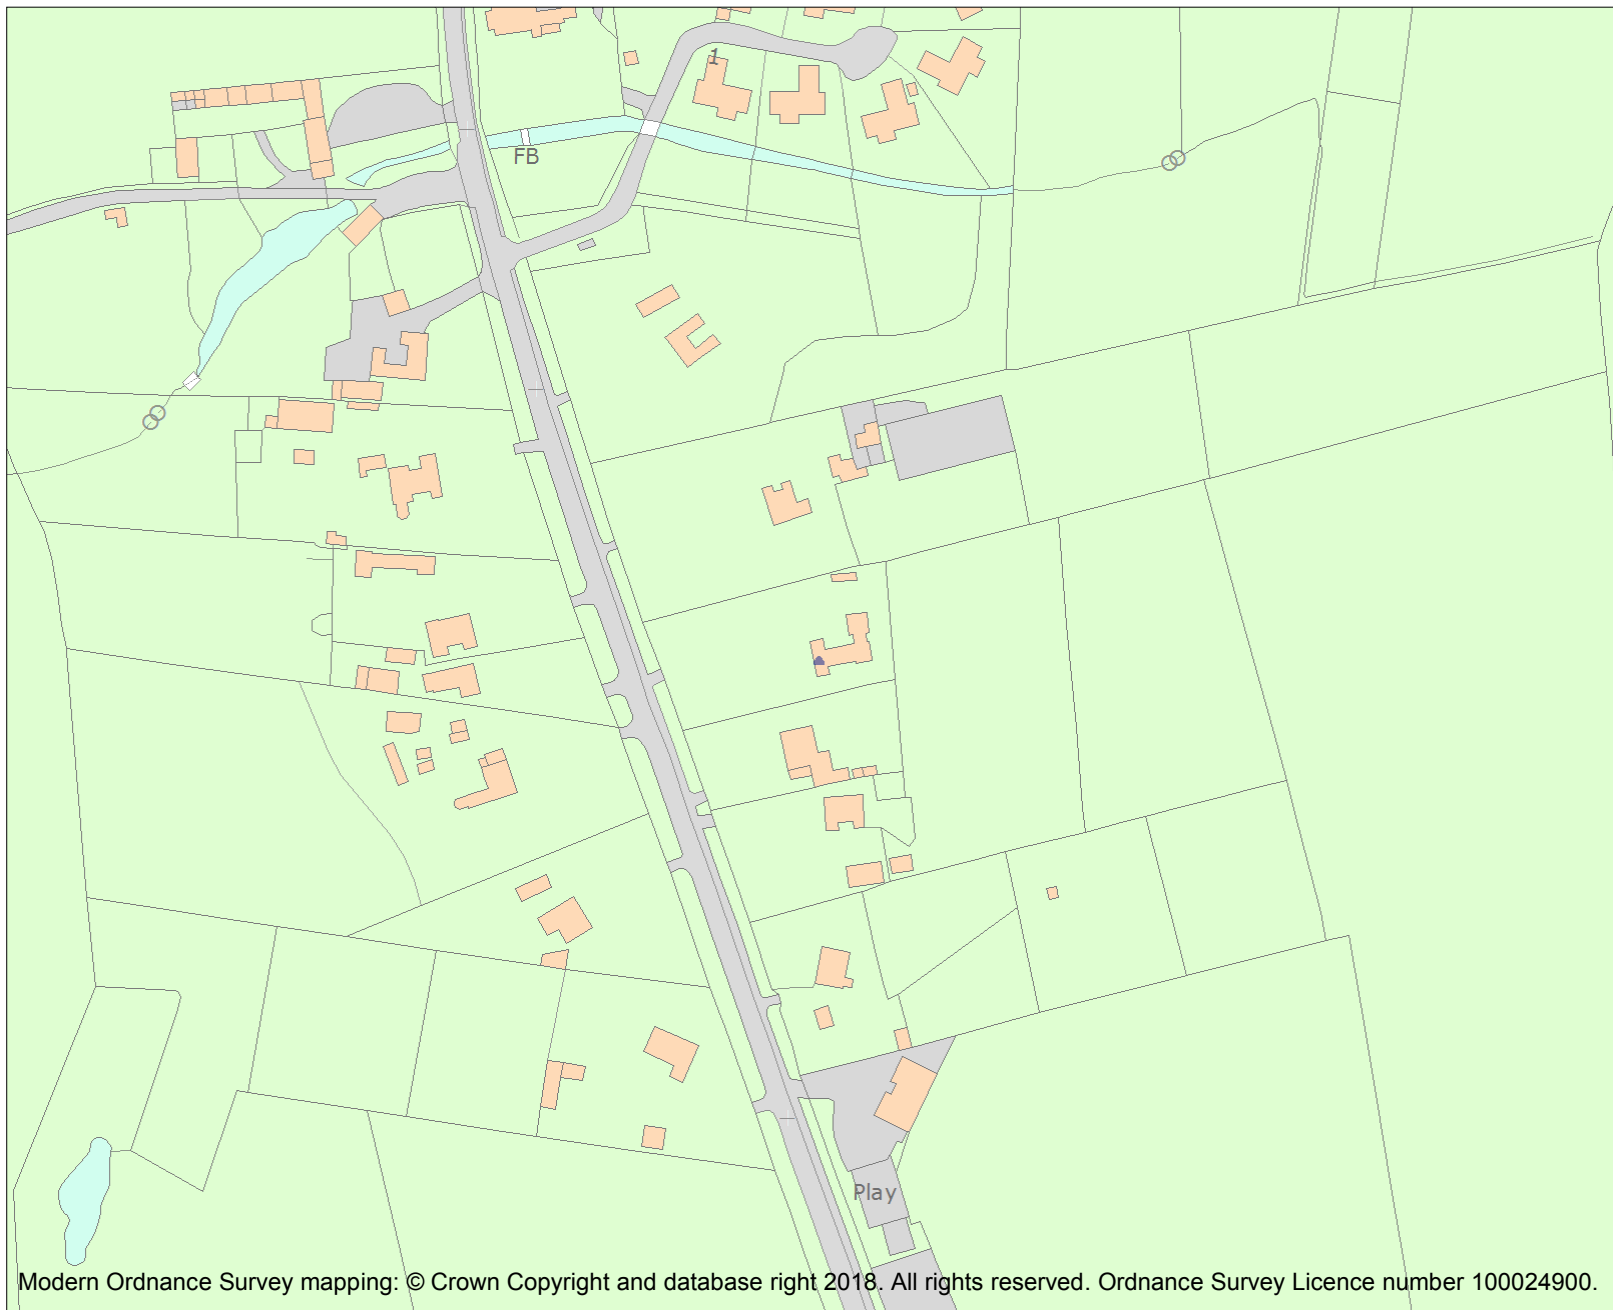 1
FB
Play
Modern Ordnance Survey mapping: © Crown Copyright and database right 2018. All rights reserved. Ordnance Survey Licence number 100024900.